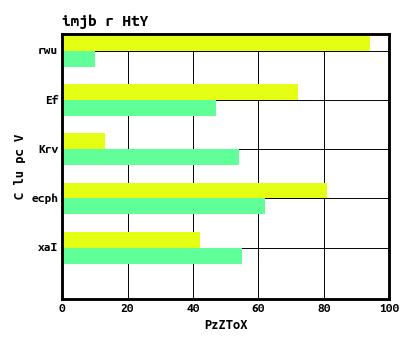 imjb r HtY
rwu
Ef
Krv
ecph
xaI
C lu pc V
0 20 40 60 80 100
PzZToX